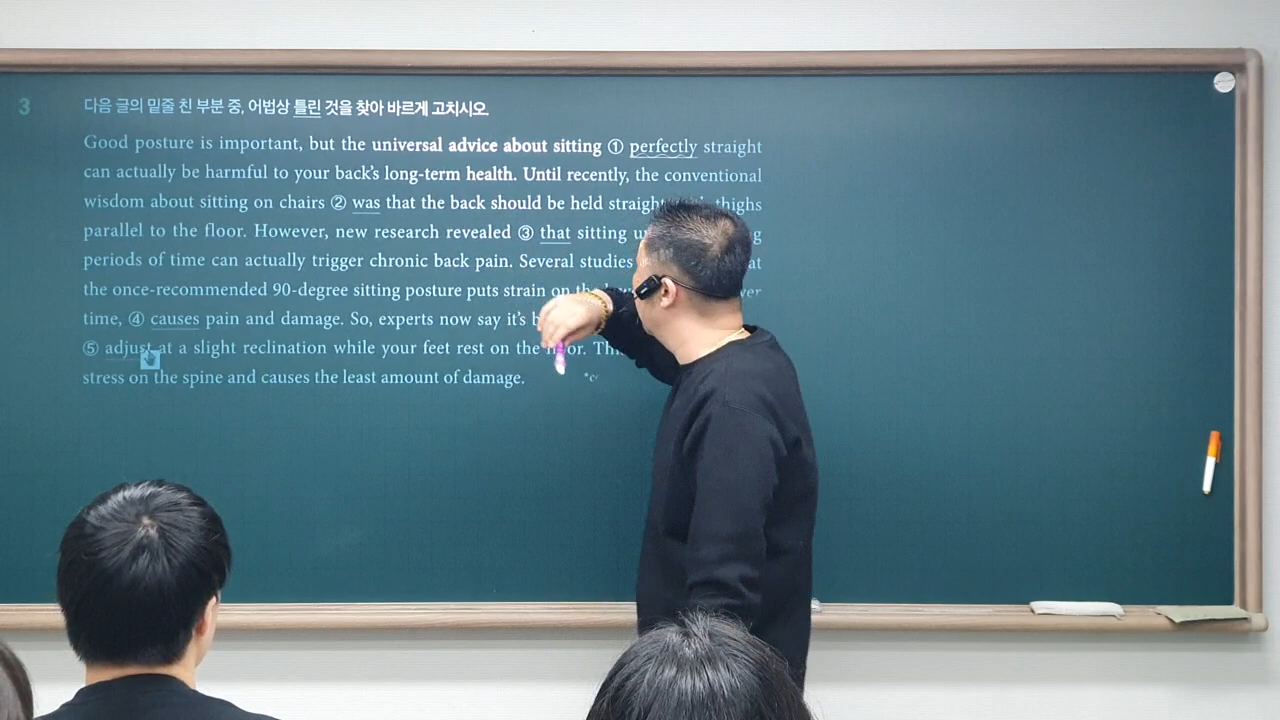 3 다음 글의 밑줄 친 부분 중, 어법상 틀린 것을 찾아 바르게 고치시오.
Good posture is important, but the universal advice about sitting ① perfectly straight
can actually be harmful to your back's long-term health. Until recently, the conventional
wisdom about sitting on chairs ② was that the back should be held straight thighs
parallel to the floor. However, new research revealed ③ that sitting
periods of time can actually trigger chronic back pain. Several studies
the once-recommended 90-degree sitting posture puts strain on
time, ④ causes pain and damage. So, experts now say it's
⑤ adjust at a slight reclination while your feet rest on the
stress on the spine and causes the least amount of damage.